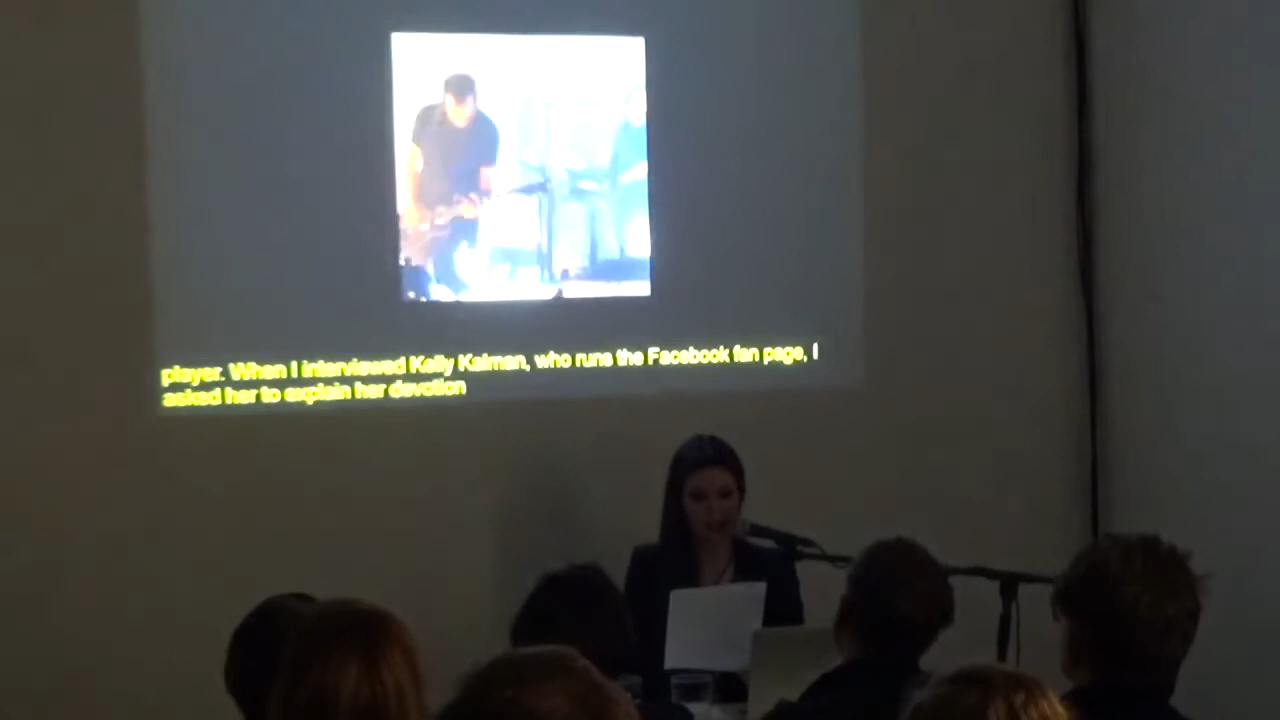 player. When I interviewed Kelly Kalman, who runs the Facebook fan page, I
asked her to explain her devotion